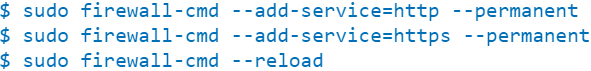 $ sudo firewall-cmd --add-service=http --permanent
$ sudo firewall-cmd --add-service=https --permanent
$ sudo firewall-cmd --reload